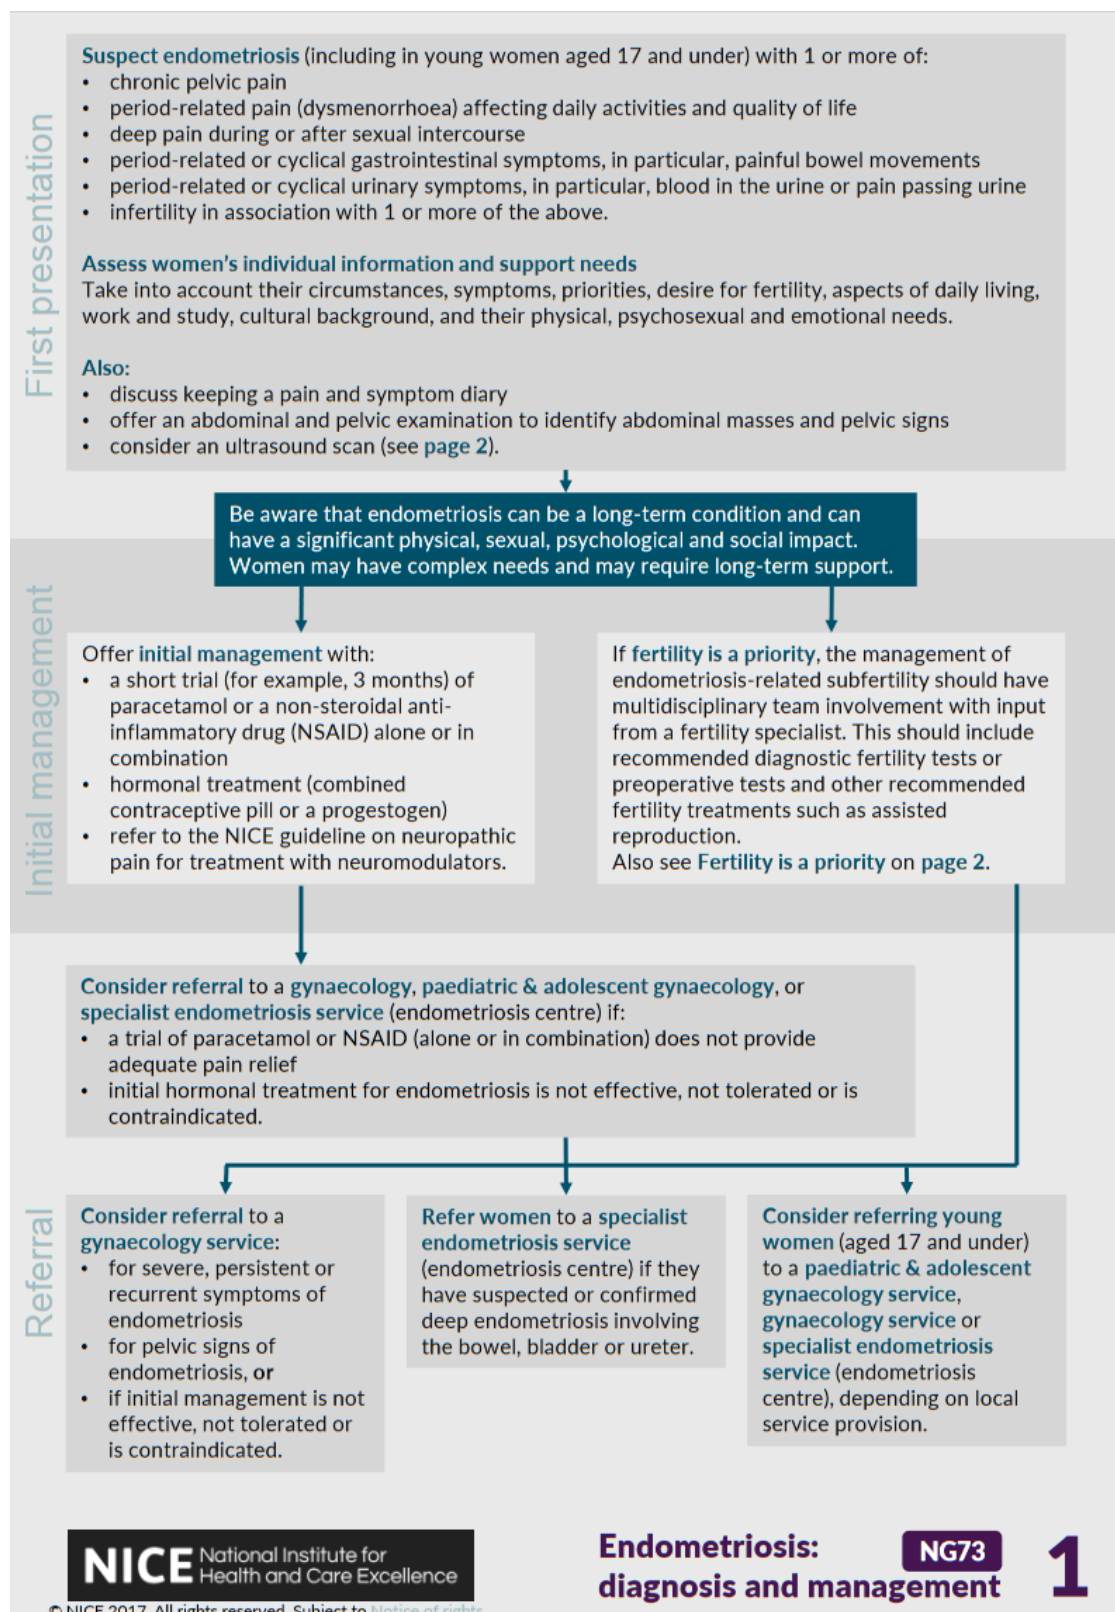 First presentation
Suspect endometriosis (including in young women aged 17 and under) with 1 or more of:
• chronic pelvic pain
• period-related pain (dysmenorrhoea) affecting daily activities and quality of life
• deep pain during or after sexual intercourse
• period-related or cyclical gastrointestinal symptoms, in particular, painful bowel movements
• period-related or cyclical urinary symptoms, in particular, blood in the urine or pain passing urine
• infertility in association with 1 or more of the above.
Assess women's individual information and support needs
Take into account their circumstances, symptoms, priorities, desire for fertility, aspects of daily living,
work and study, cultural background, and their physical, psychosexual and emotional needs.
Also:
• discuss keeping a pain and symptom diary
• offer an abdominal and pelvic examination to identify abdominal masses and pelvic signs
• consider an ultrasound scan (see page 2).
Be aware that endometriosis can be a long-term condition and can
have a significant physical, sexual, psychological and social impact.
Women may have complex needs and may require long-term support.
Initial management
Offer initial management with:
• a short trial (for example, 3 months) of
paracetamol or a non-steroidal anti-
inflammatory drug (NSAID) alone or in
combination
• hormonal treatment (combined
contraceptive pill or a progestogen)
• refer to the NICE guideline on neuropathic
pain for treatment with neuromodulators.
If fertility is a priority, the management of
endometriosis-related subfertility should have
multidisciplinary team involvement with input
from a fertility specialist. This should include
recommended diagnostic fertility tests or
preoperative tests and other recommended
fertility treatments such as assisted
reproduction.
Also see Fertility is a priority on page 2.
Referral
Consider referral to a gynaecology, paediatric & adolescent gynaecology, or
specialist endometriosis service (endometriosis centre) if:
• a trial of paracetamol or NSAID (alone or in combination) does not provide
adequate pain relief
• initial hormonal treatment for endometriosis is not effective, not tolerated or is
contraindicated.
Consider referral to a
gynaecology service:
• for severe, persistent or
recurrent symptoms of
endometriosis
• for pelvic signs of
endometriosis, or
• if initial management is not
effective, not tolerated or
is contraindicated.
Refer women to a specialist
endometriosis service
(endometriosis centre) if they
have suspected or confirmed
deep endometriosis involving
the bowel, bladder or ureter.
Consider referring young
women (aged 17 and under)
to a paediatric & adolescent
gynaecology service,
gynaecology service or
specialist endometriosis
service (endometriosis
centre), depending on local
service provision.
NICE National Institute for
Health and Care Excellence
Endometriosis:
diagnosis and management
NG73
1
© NICE 2017. All rights reserved. Subject to Notice of rights